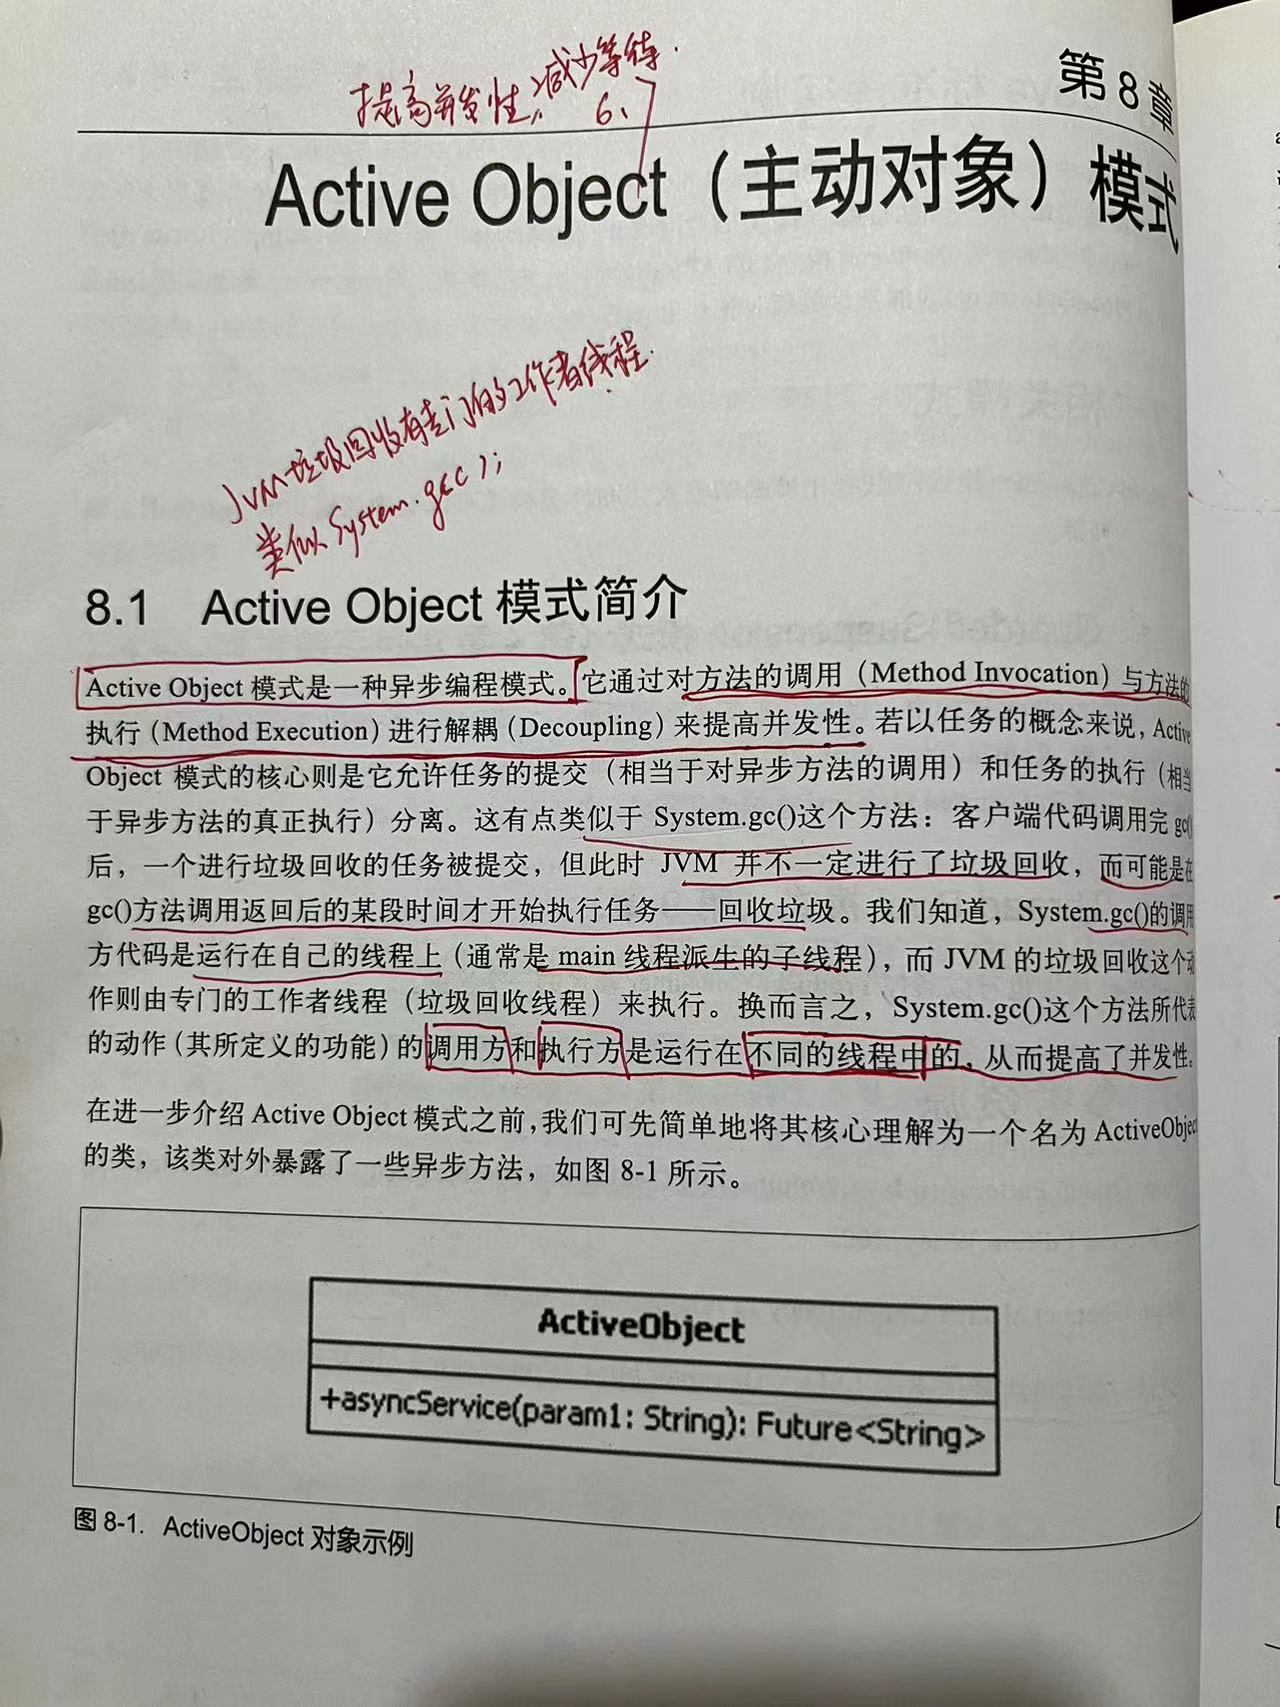 提高并发性，减少等待.
6、
第8章
Active Object（主动对象）模式
JVM垃圾回收有专门的工作者线程.
类似System.gc();
8.1 Active Object 模式简介
Active Object 模式是一种异步编程模式。它通过对方法的调用（Method Invocation）与方法的
执行（Method Execution）进行解耦（Decoupling）来提高并发性。若以任务的概念来说，Active
Object 模式的核心则是它允许任务的提交（相当于对异步方法的调用）和任务的执行（相当
于异步方法的真正执行）分离。这有点类似于 System.gc()这个方法：客户端代码调用完 gc()
后，一个进行垃圾回收的任务被提交，但此时 JVM 并不一定进行了垃圾回收，而可能是在
gc()方法调用返回后的某段时间才开始执行任务——回收垃圾。我们知道，System.gc()的调用
方代码是运行在自己的线程上（通常是 main 线程派生的子线程），而 JVM 的垃圾回收这个动
作则由专门的工作者线程（垃圾回收线程）来执行。换而言之，System.gc()这个方法所代表
的动作（其所定义的功能）的调用方和执行方是运行在不同的线程中的，从而提高了并发性。
在进一步介绍 Active Object 模式之前，我们可先简单地将其核心理解为一个名为 ActiveObject
的类，该类对外暴露了一些异步方法，如图 8-1 所示。
ActiveObject
+asyncService(param1: String): Future<String>
图 8-1. ActiveObject 对象示例